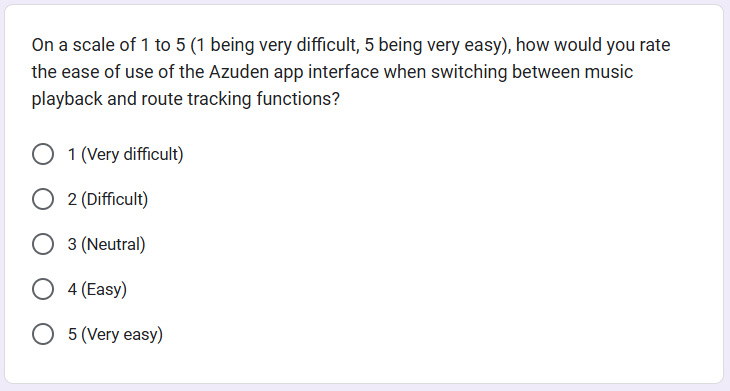 On a scale of 1 to 5 (1 being very difficult, 5 being very easy), how would you rate
the ease of use of the Azuden app interface when switching between music
playback and route tracking functions?
1 (Very difficult)
2 (Difficult)
3 (Neutral)
4 (Easy)
5 (Very easy)